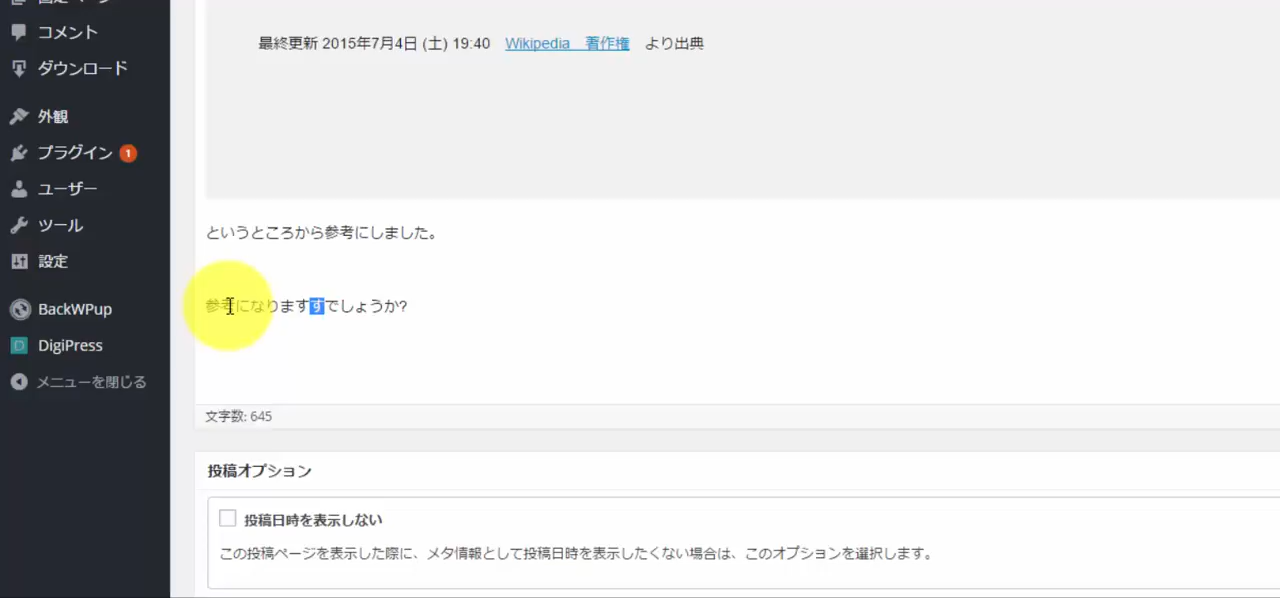 コメント
ダウンロード
外観
プラグイン 1
ユーザー
ツール
設定
BackWPup
DigiPress
メニューを閉じる
最終更新 2015年7月4日 (土) 19:40 Wikipedia 著作権 より出典
というところから参考にしました。
参考になりますすでしょうか?
文字数: 645
投稿オプション
投稿日時を表示しない
この投稿ページを表示した際に、メタ情報として投稿日時を表示したくない場合は、このオプションを選択します。